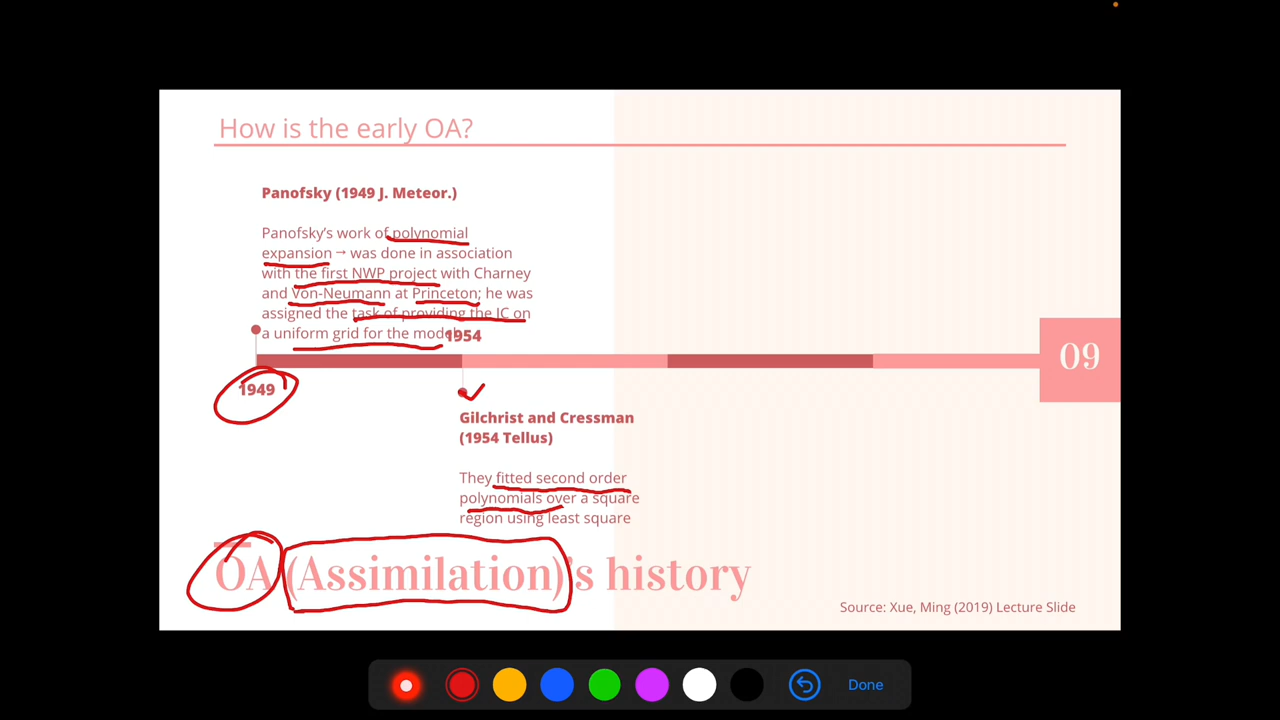 How is the early OA?
Panofsky (1949 J. Meteor.)
Panofsky's work of polynomial
expansion → was done in association
with the first NWP project with Charney
and Von-Neumann at Princeton; he was
assigned the task of providing the IC on
a uniform grid for the model
1954
09
1949
Gilchrist and Cressman
(1954 Tellus)
They fitted second order
polynomials over a square
region using least square
OA (Assimilation)'s history
Source: Xue, Ming (2019) Lecture Slide
Done